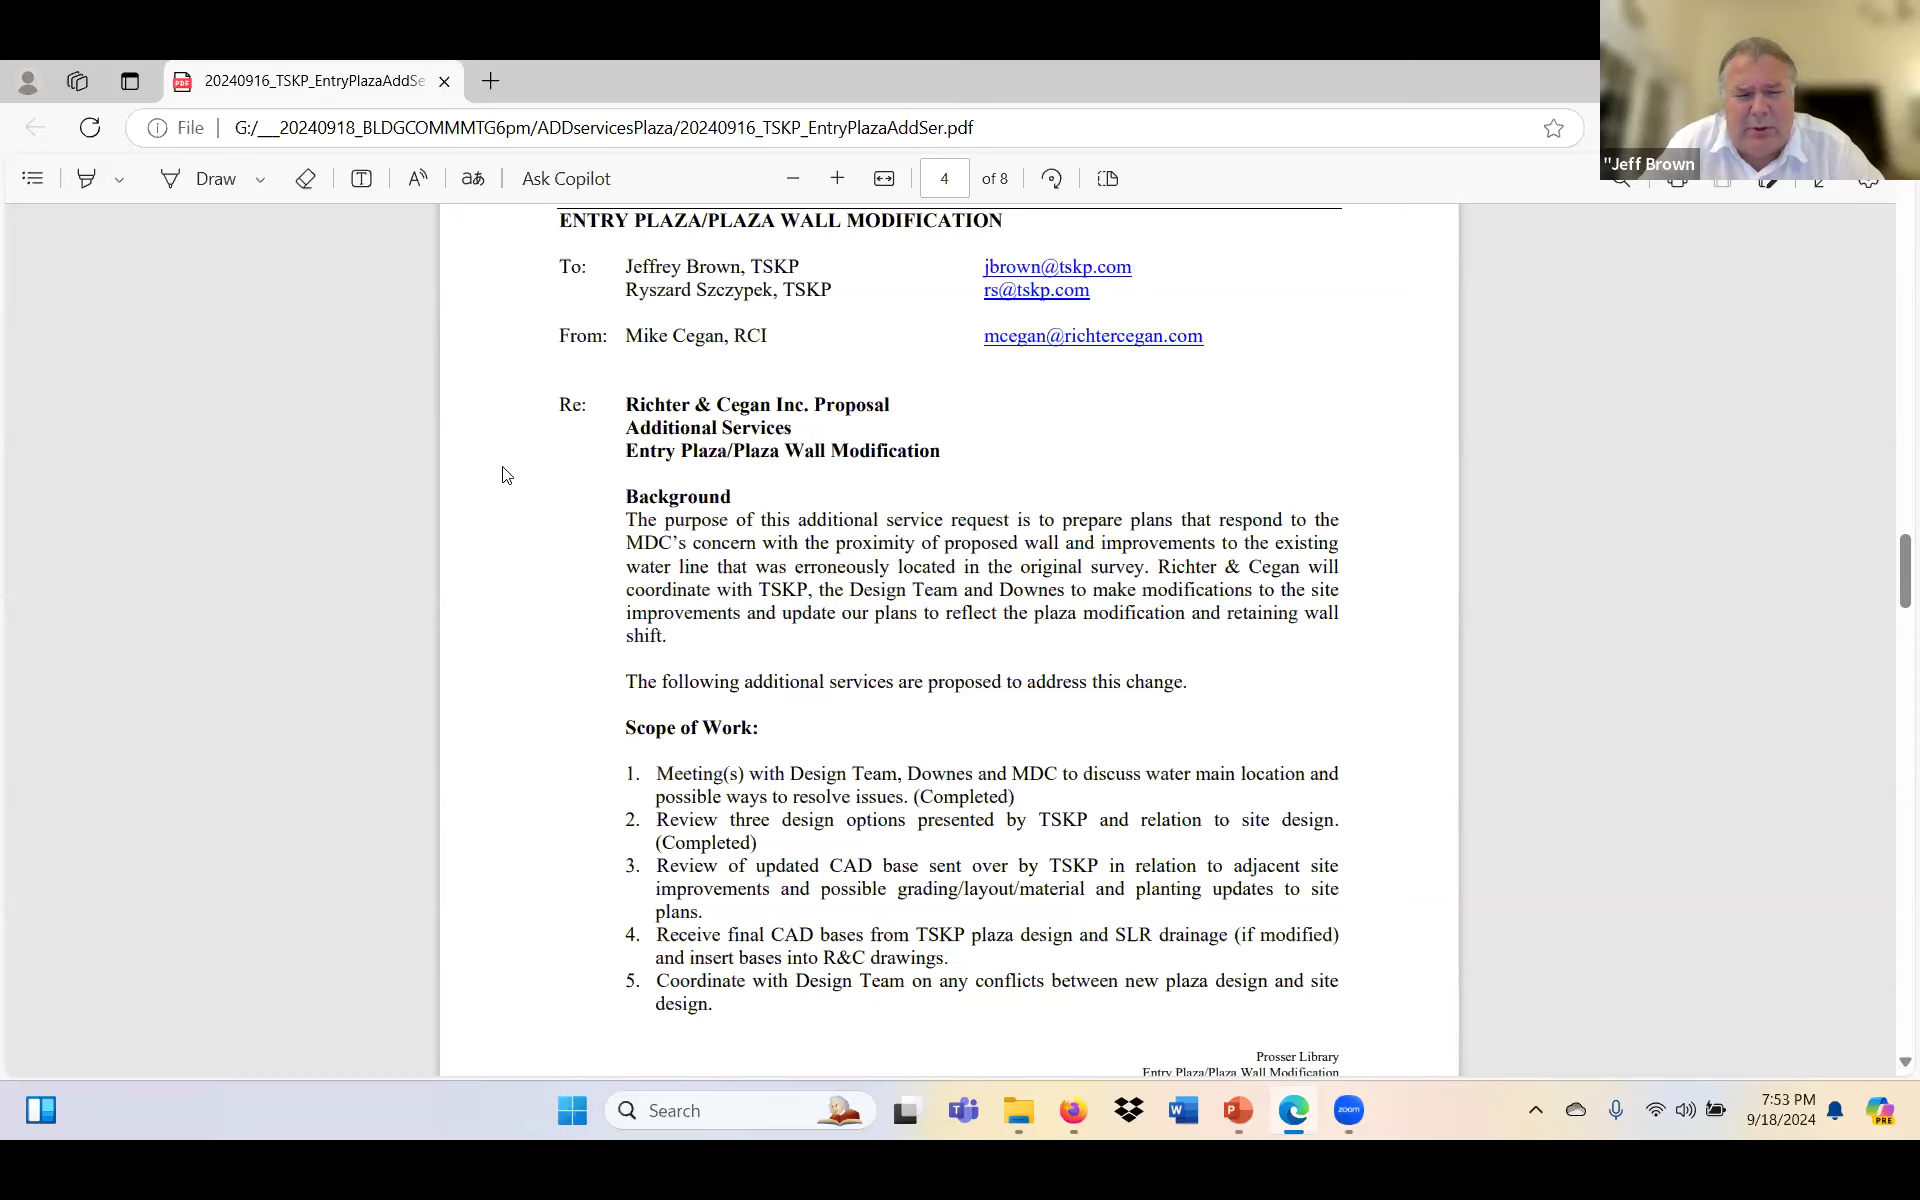 20240916_TSKP_EntryPlazaAddSe
File
G:/___20240918_BLDGCOMMMTG6pm/ADDservicesPlaza/20240916_TSKP_EntryPlazaAddSer.pdf
"Jeff Brown
Draw
Ask Copilot
4
of 8
ENTRY PLAZA/PLAZA WALL MODIFICATION
To: Jeffrey Brown, TSKP jbrown@tskp.com
Ryszard Szczypek, TSKP rs@tskp.com
From: Mike Cegan, RCI mcegan@richtercegan.com
Re: Richter & Cegan Inc. Proposal
Additional Services
Entry Plaza/Plaza Wall Modification
Background
The purpose of this additional service request is to prepare plans that respond to the
MDC's concern with the proximity of proposed wall and improvements to the existing
water line that was erroneously located in the original survey. Richter & Cegan will
coordinate with TSKP, the Design Team and Downes to make modifications to the site
improvements and update our plans to reflect the plaza modification and retaining wall
shift.
The following additional services are proposed to address this change.
Scope of Work:
1. Meeting(s) with Design Team, Downes and MDC to discuss water main location and
possible ways to resolve issues. (Completed)
2. Review three design options presented by TSKP and relation to site design.
(Completed)
3. Review of updated CAD base sent over by TSKP in relation to adjacent site
improvements and possible grading/layout/material and planting updates to site
plans.
4. Receive final CAD bases from TSKP plaza design and SLR drainage (if modified)
and insert bases into R&C drawings.
5. Coordinate with Design Team on any conflicts between new plaza design and site
design.
Prosser Library
Entry Plaza/Plaza Wall Modification
Search
zoom
7:53 PM
9/18/2024
PRE